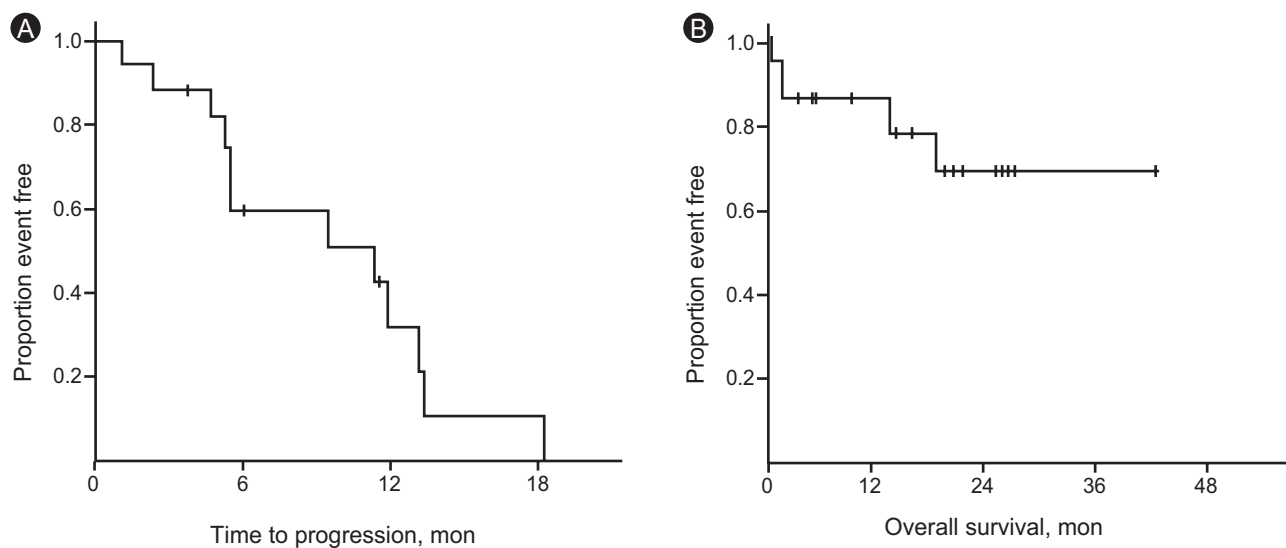 A
Proportion event free
1.0
0.8
0.6
0.4
0.2
0 6 12 18
Time to progression, mon
B
Proportion event free
1.0
0.8
0.6
0.4
0.2
0 12 24 36 48
Overall survival, mon